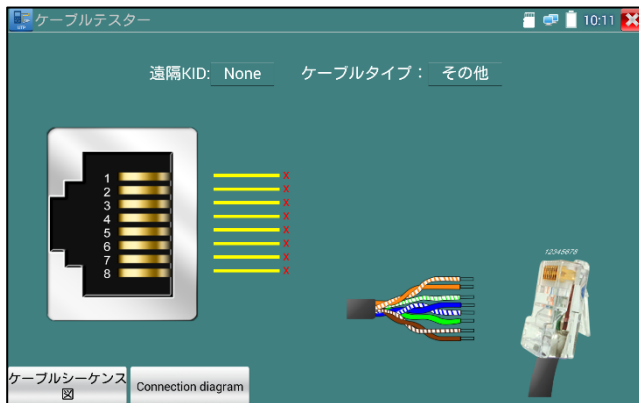 UTP
ケーブルテスター
10:11
遠隔KID: None ケーブルタイプ： その他
1 x
2 x
3 x
4 x
5 x
6 x
7 x
8 x
12345678
ケーブルシーケンス
図
Connection diagram